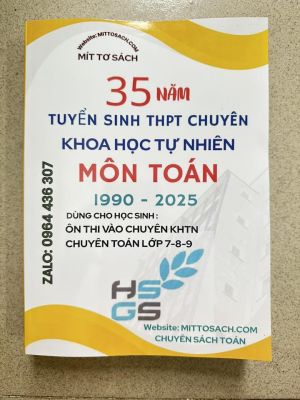 Website: MITTOSACH.COM
MÍT TƠ SÁCH
35 NĂM
TUYỂN SINH THPT CHUYÊN
KHOA HỌC TỰ NHIÊN
MÔN TOÁN
1990 - 2025
DÙNG CHO HỌC SINH :
ÔN THI VÀO CHUYÊN KHTN
CHUYÊN TOÁN LỚP 7-8-9
ZALO: 0964 436 307
HS
GS
Website: MITTOSACH.COM
CHUYÊN SÁCH TOÁN